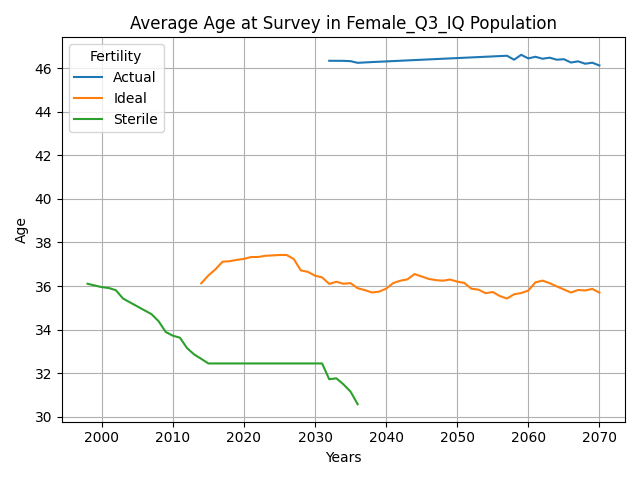 Average Age at Survey in Female_Q3_IQ Population
Fertility
Actual
Ideal
Sterile
Age
46
44
42
40
38
36
34
32
30
2000 2010 2020 2030 2040 2050 2060 2070
Years